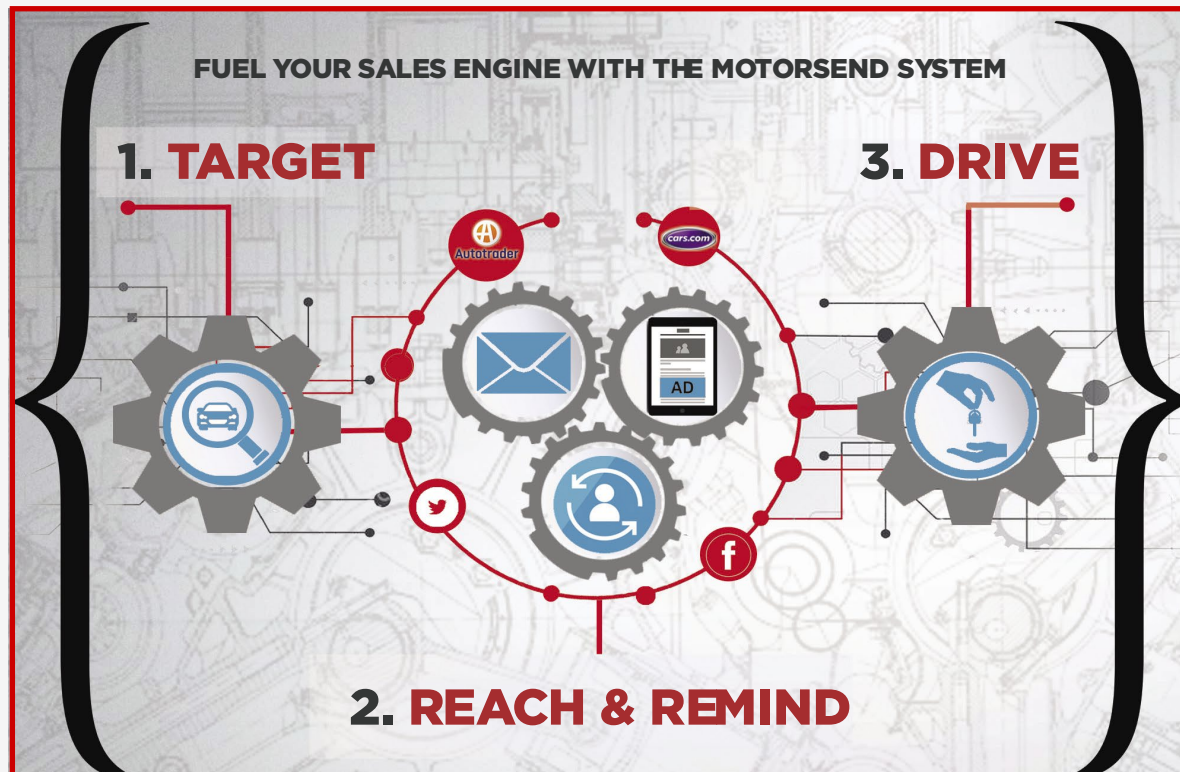 FUEL YOUR SALES ENGINE WITH THE MOTORSEND SYSTEM
1. TARGET
3. DRIVE
Autotrader
cars.com
AD
f
2. REACH & REMIND